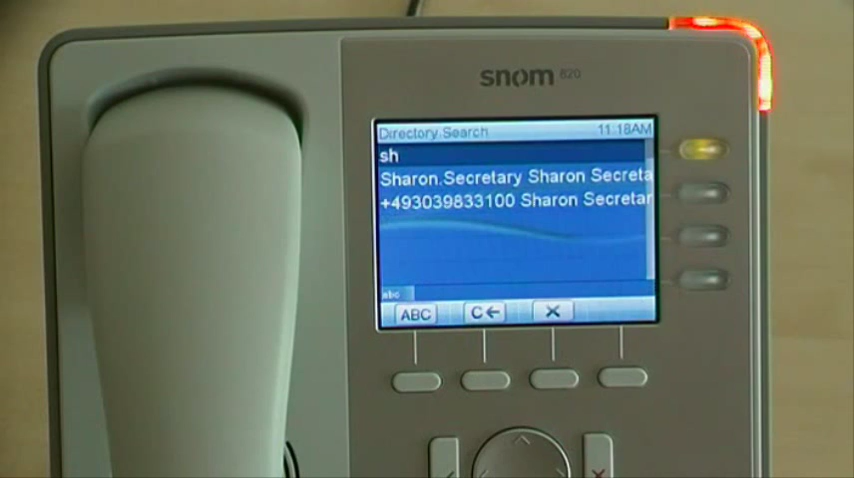 snom 820
Directory Search 11:18AM
sh
Sharon.Secretary Sharon Secreta
+493039833100 Sharon Secretar
abc
ABC C←